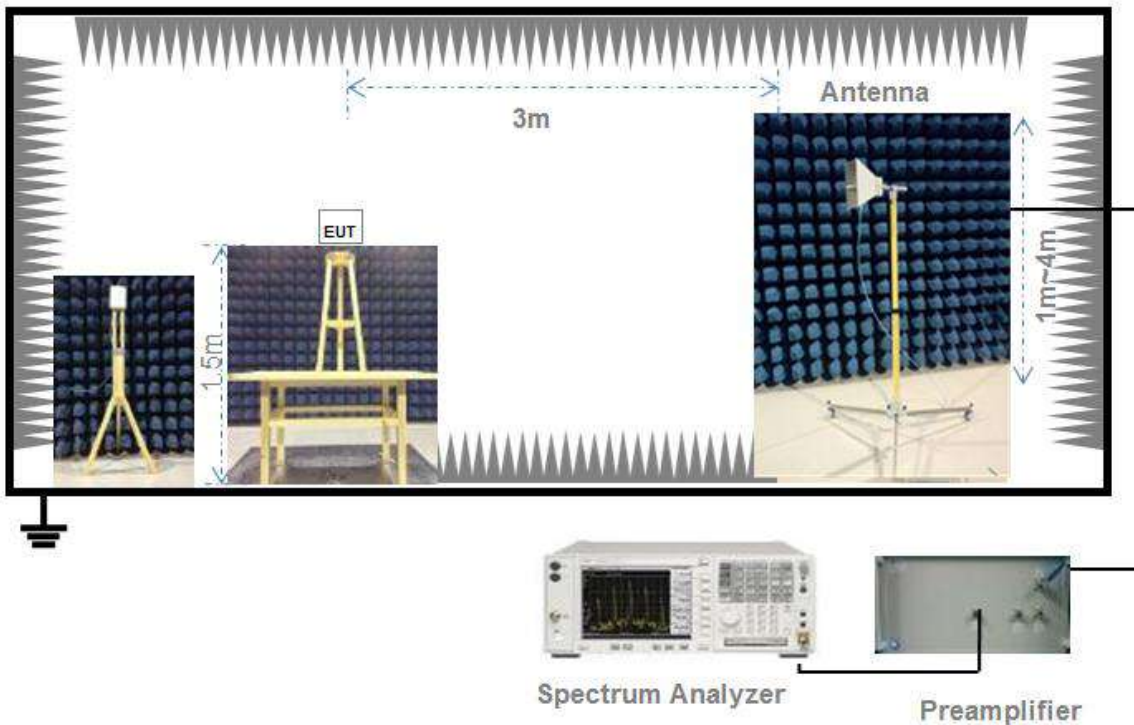 Antenna
3m
EUT
1.5m
1m~4m
Spectrum Analyzer
Preamplifier